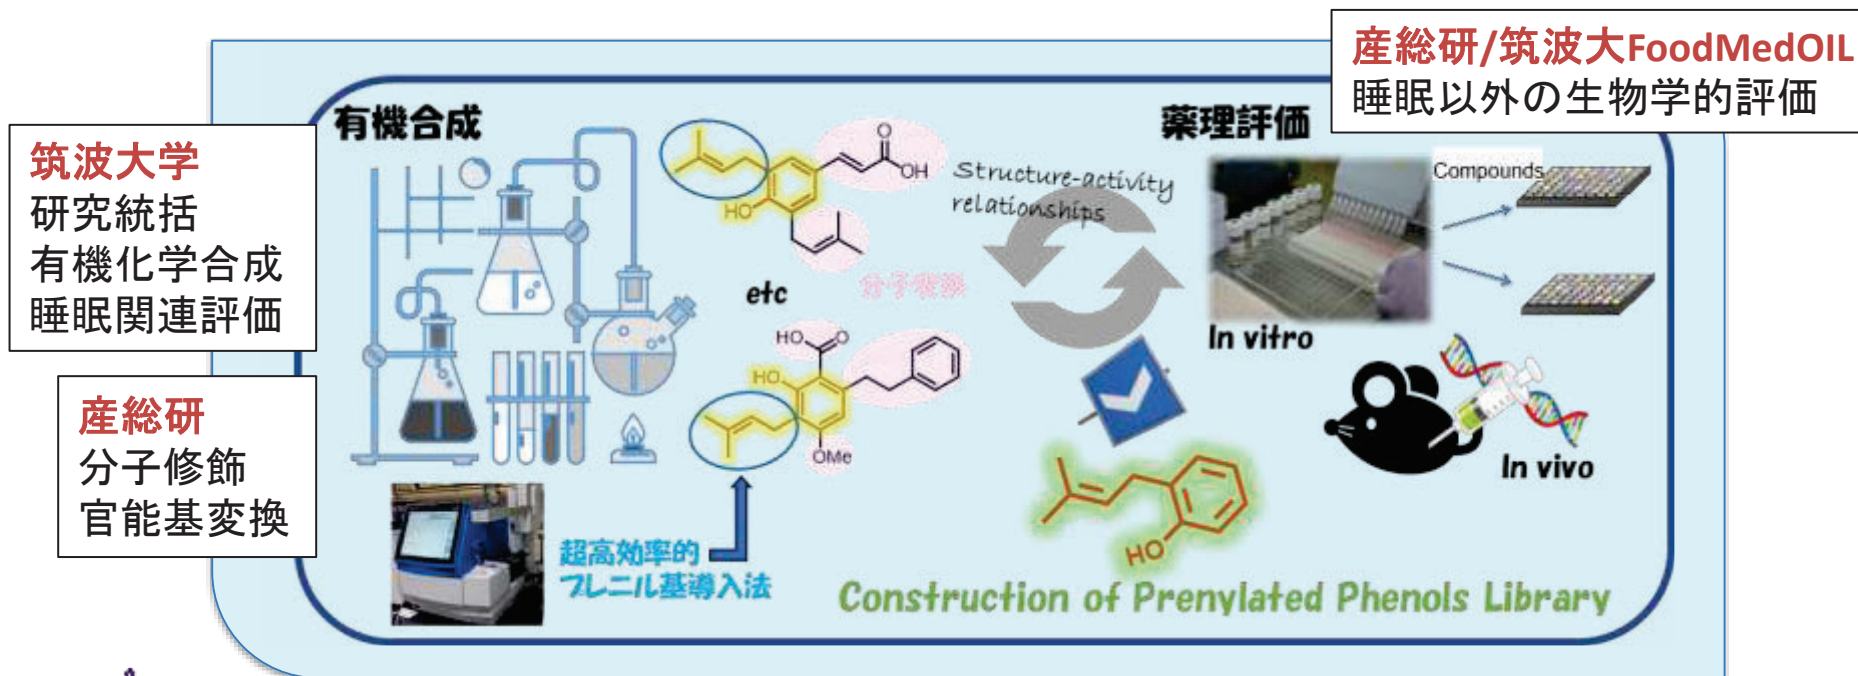 産総研/筑波大FoodMedOIL
睡眠以外の生物学的評価
有機合成
薬理評価
筑波大学
研究統括
有機化学合成
睡眠関連評価
産総研
分子修飾
官能基変換
O
OH
HO
Structure-activity
relationships
etc
分子変換
HO
O
HO
OMe
超高効率的
プレニル基導入法
Compounds
In vitro
In vivo
HO
Construction of Prenylated Phenols Library